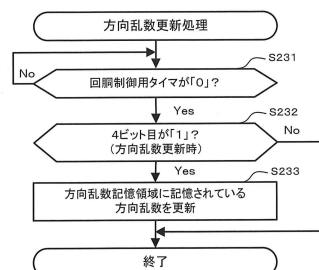 方向乱数更新処理
S231
No
回胴制御用タイマが「0」?
Yes
S232
4ビット目が「1」?
(方向乱数更新時)
No
Yes
S233
方向乱数記憶領域に記憶されている
方向乱数を更新
終了